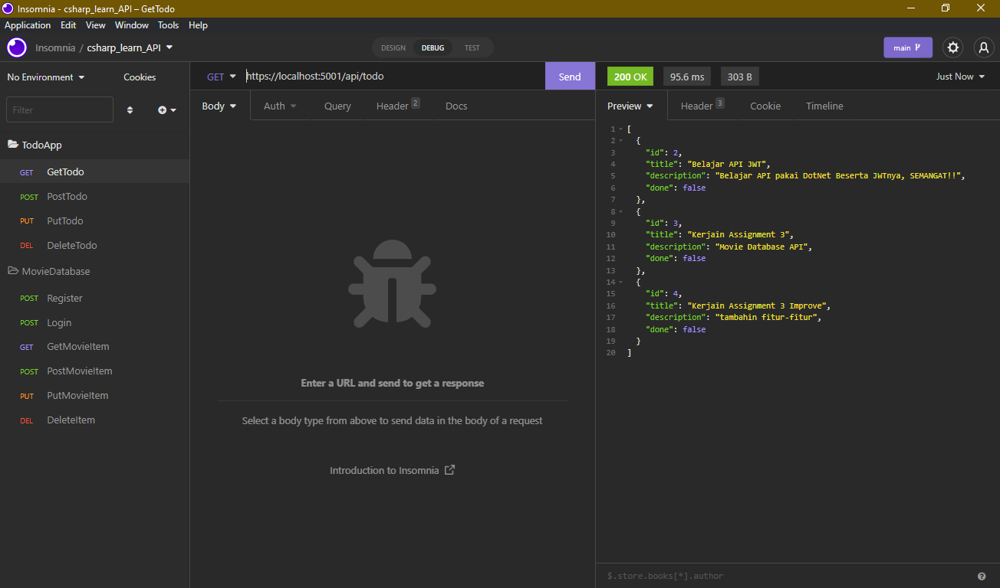 Insomnia - csharp_learn_API – GetTodo
Application Edit View Window Tools Help
Insomnia / csharp_learn_API
DESIGN DEBUG TEST
main
No Environment
Cookies
Filter
TodoApp
GET GetTodo
POST PostTodo
PUT PutTodo
DEL DeleteTodo
MovieDatabase
POST Register
POST Login
GET GetMovieItem
POST PostMovieItem
PUT PutMovieItem
DEL DeleteItem
GET https://localhost:5001/api/todo Send
Body Auth Query Header 2 Docs
Enter a URL and send to get a response
Select a body type from above to send data in the body of a request
Introduction to Insomnia
200 OK 95.6 ms 303 B Just Now
Preview Header 3 Cookie Timeline
1 [
2 {
3 "id": 2,
4 "title": "Belajar API JWT",
5 "description": "Belajar API pakai DotNet Beserta JWTnya, SEMANGAT!!",
6 "done": false
7 },
8 {
9 "id": 3,
10 "title": "Kerjain Assignment 3",
11 "description": "Movie Database API",
12 "done": false
13 },
14 {
15 "id": 4,
16 "title": "Kerjain Assignment 3 Improve",
17 "description": "tambahin fitur-fitur",
18 "done": false
19 }
20 ]
$.store.books[*].author
?